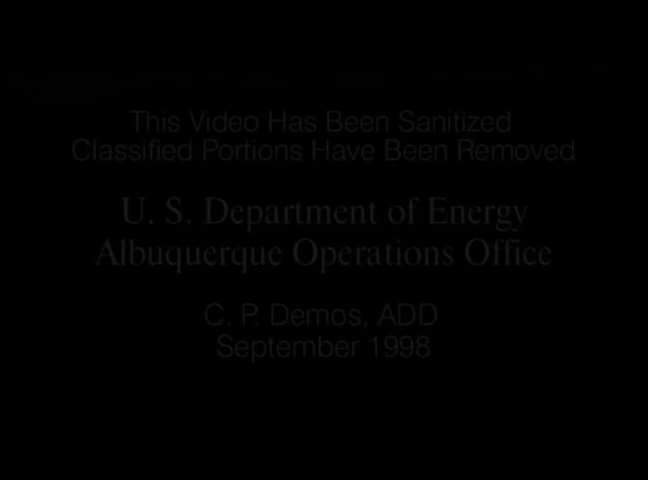 This Video Has Been Sanitized
Classified Portions Have Been Removed
U. S. Department of Energy
Albuquerque Operations Office
C. P. Demos, ADD
September 1998